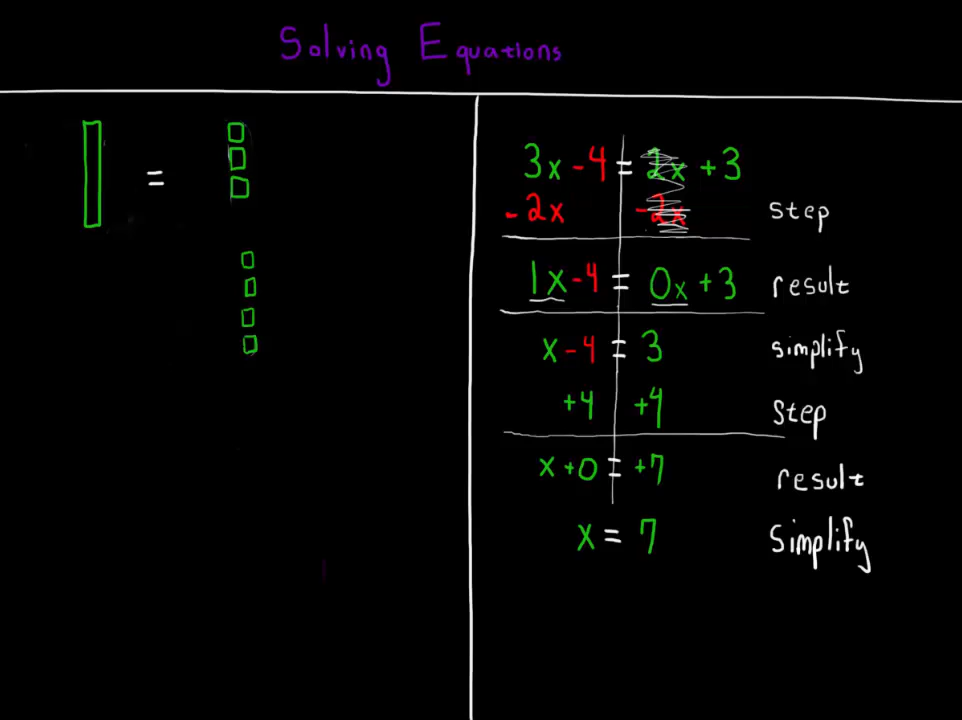 Solving Equations
=
3x - 4 = 2x + 3
- 2x - 2x step
1x - 4 = 0x + 3 result
x - 4 = 3 simplify
+4 +4 step
x + 0 = +7 result
x = 7 simplify